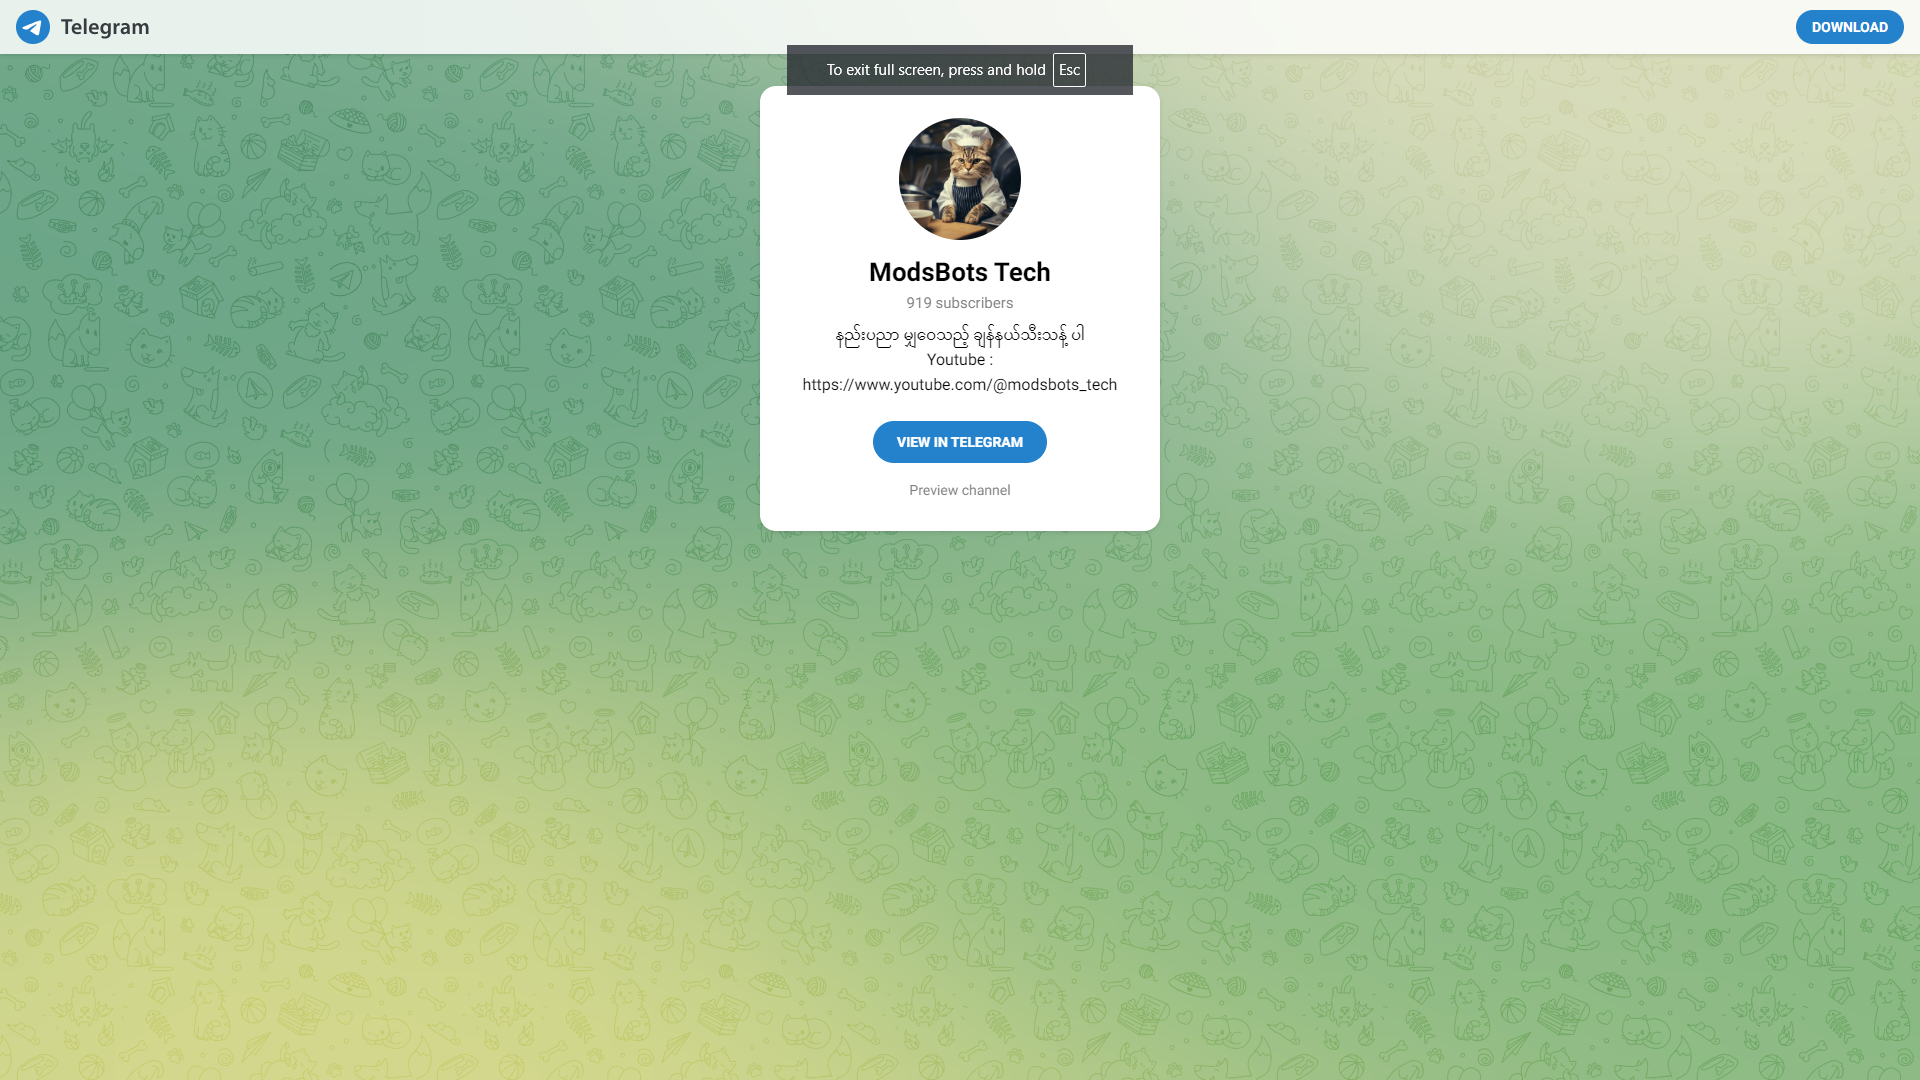 Telegram
DOWNLOAD
To exit full screen, press and hold Esc
ModsBots Tech
919 subscribers
နည်းပညာ မျှဝေသည့် ချန်နယ်သီးသန့် ပါ
Youtube :
https://www.youtube.com/@modsbots_tech
VIEW IN TELEGRAM
Preview channel